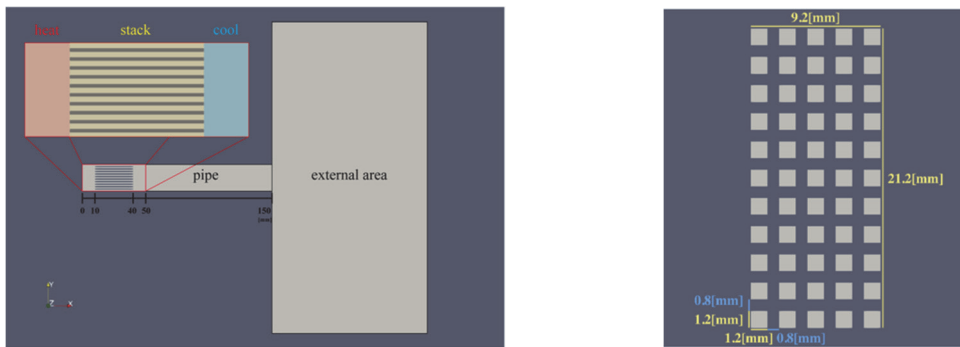 heat stack cool
pipe
external area
0 10 40 50 150
[mm]
Y
Z X
9.2[mm]
21.2[mm]
0.8[mm]
1.2[mm]
1.2[mm] 0.8[mm]